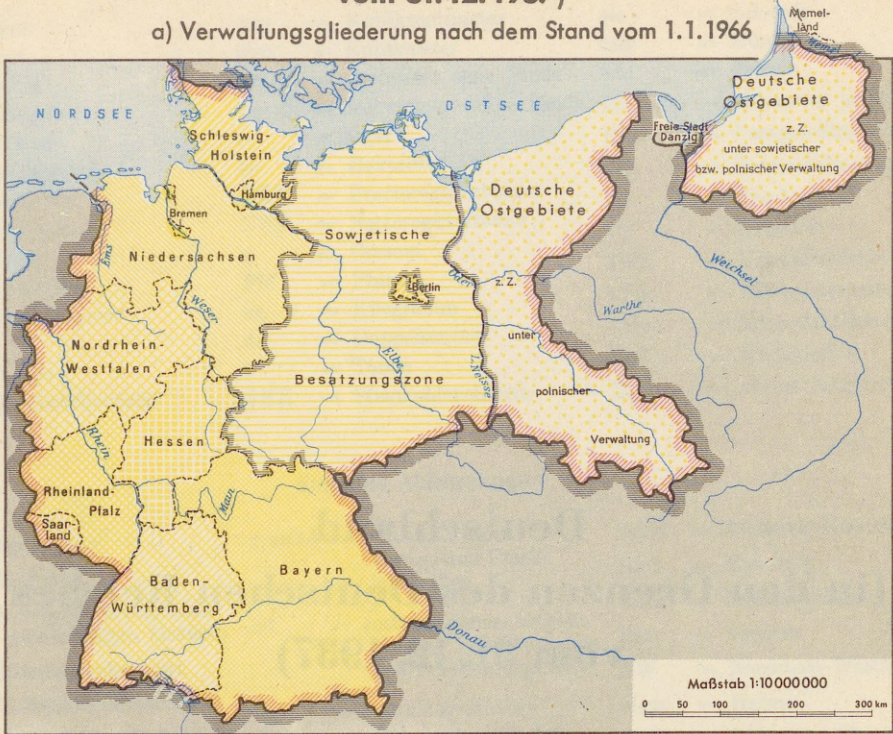 a) Verwaltungsgliederung nach dem Stand vom 1.1.1966
Memel-
land
Memel
NORDSEE
OSTSEE
Deutsche
Ostgebiete
z. Z.
unter sowjetischer
bzw. polnischer Verwaltung
Freie Stadt
Danzig
Schleswig-
Holstein
Hamburg
Bremen
Niedersachsen
Ems
Weser
Sowjetische
Besatzungszone
Berlin
Oder
Elbe
L. Neisse
Deutsche
Ostgebiete
z. Z.
unter
polnischer
Verwaltung
Warthe
Weichsel
Nordrhein-
Westfalen
Rhein
Hessen
Rheinland-
Pfalz
Saar-
land
Main
Baden-
Württemberg
Bayern
Donau
Maßstab 1:10 000 000
0 50 100 200 300 km